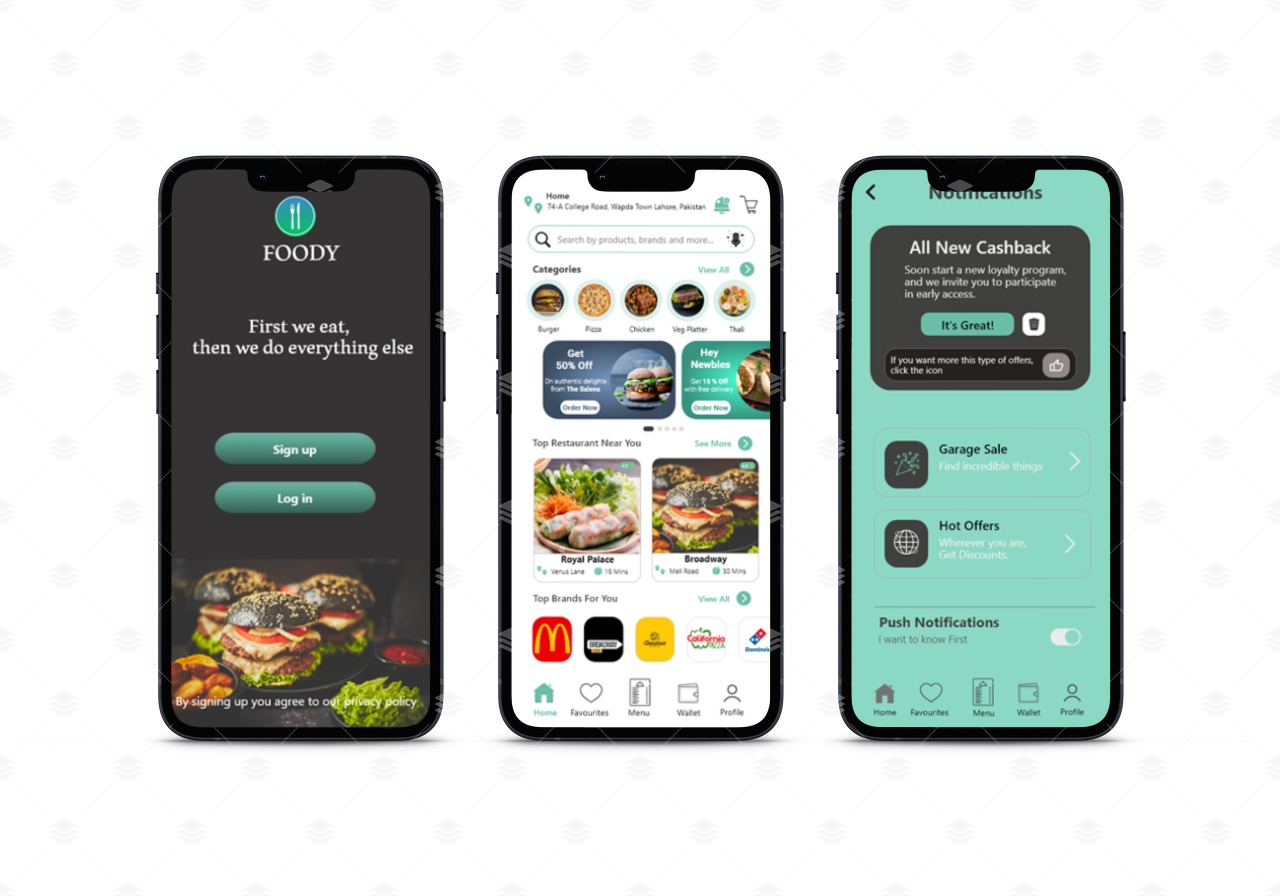 FOODY
First we eat,
then we do everything else
Sign up
Log in
By signing up you agree to our privacy policy
Home
74-A College Road, Wapda Town Lahore, Pakistan
Search by products, brands and more...
Categories
View All
Burger
Pizza
Chicken
Veg Platter
Thali
Get
50% Off
On authentic delights
from The Salena
Order Now
Hey
Newbies
Get 15 % Off
with free delivery
Order Now
Top Restaurant Near You
See More
Royal Palace
Venus Lane
15 Mins
Broadway
Mall Road
30 Mins
Top Brands For You
View All
BROADWAY
California
PIZZA
Domino's
Home
Favourites
Menu
Wallet
Profile
Notifications
All New Cashback
Soon start a new loyalty program,
and we invite you to participate
in early access.
It's Great!
If you want more this type of offers,
click the icon
Garage Sale
Find incredible things
Hot Offers
Wherever you are,
Get Discounts.
Push Notifications
I want to know First
Home
Favourites
Menu
Wallet
Profile